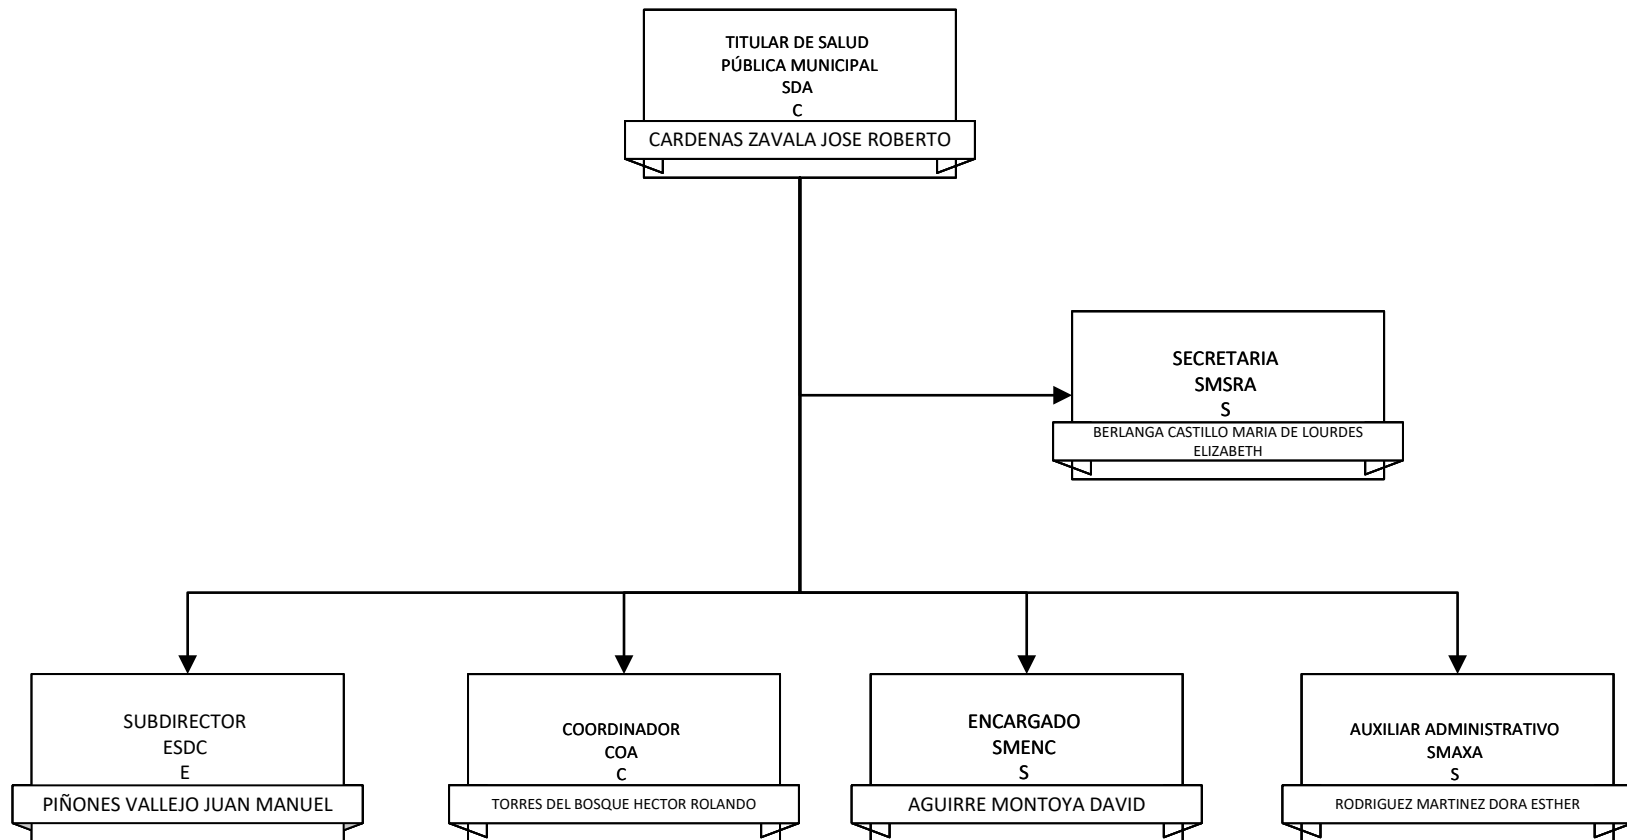 TITULAR DE SALUD
PÚBLICA MUNICIPAL
SDA
C
CARDENAS ZAVALA JOSE ROBERTO
SECRETARIA
SMSRA
S
BERLANGA CASTILLO MARIA DE LOURDES
ELIZABETH
SUBDIRECTOR
ESDC
E
PIÑONES VALLEJO JUAN MANUEL
COORDINADOR
COA
C
TORRES DEL BOSQUE HECTOR ROLANDO
ENCARGADO
SMENC
S
AGUIRRE MONTOYA DAVID
AUXILIAR ADMINISTRATIVO
SMAXA
S
RODRIGUEZ MARTINEZ DORA ESTHER